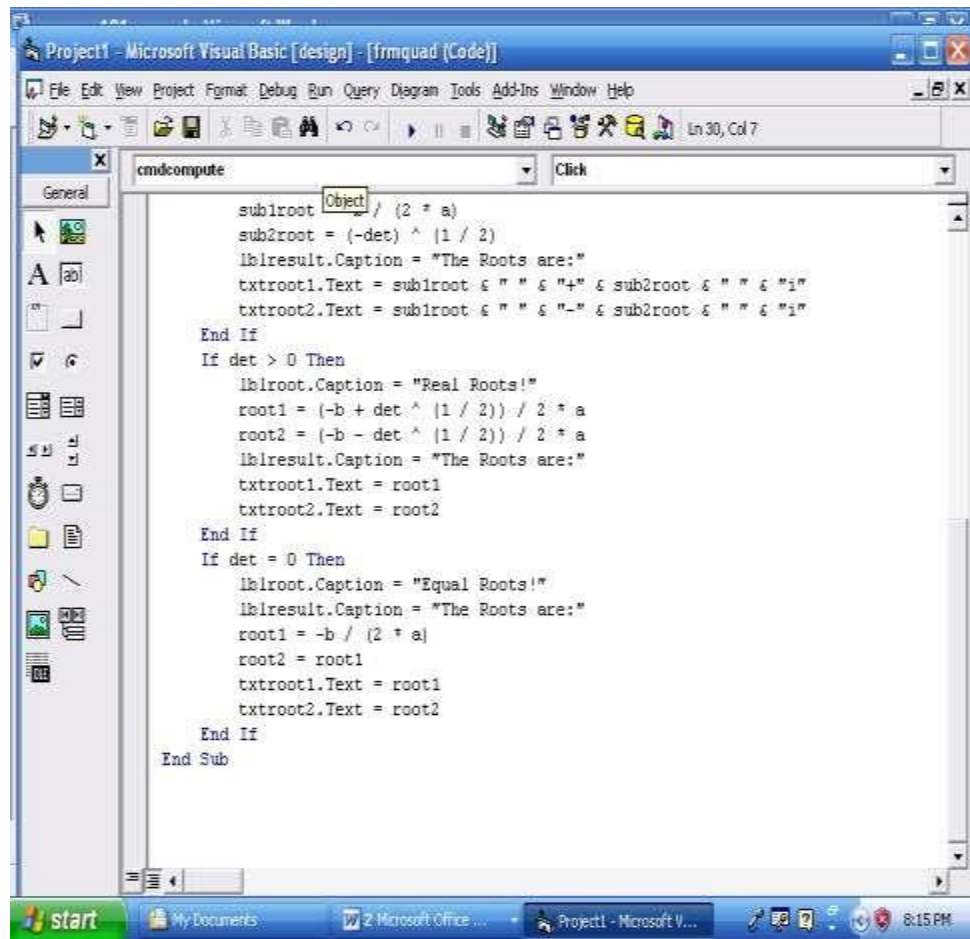 Project1 - Microsoft Visual Basic [design] - [frmquad (Code)]
File Edit View Project Format Debug Run Query Diagram Tools Add-Ins Window Help
Ln 30, Col 7
General
cmdcompute
Click
Object
sub1root / (2 * a)
sub2root = (-det) ^ (1 / 2)
lblresult.Caption = "The Roots are:"
txtroot1.Text = sub1root & " " & "+" & sub2root & " " & "i"
txtroot2.Text = sub1root & " " & "-" & sub2root & " " & "i"
End If
If det > 0 Then
lblroot.Caption = "Real Roots!"
root1 = (-b + det ^ (1 / 2)) / 2 * a
root2 = (-b - det ^ (1 / 2)) / 2 * a
lblresult.Caption = "The Roots are:"
txtroot1.Text = root1
txtroot2.Text = root2
End If
If det = 0 Then
lblroot.Caption = "Equal Roots!"
lblresult.Caption = "The Roots are:"
root1 = -b / (2 * a)
root2 = root1
txtroot1.Text = root1
txtroot2.Text = root2
End If
End Sub
A
ab
OLE
start
My Documents
2 Microsoft Office ...
Project1 - Microsoft V...
8:15 PM